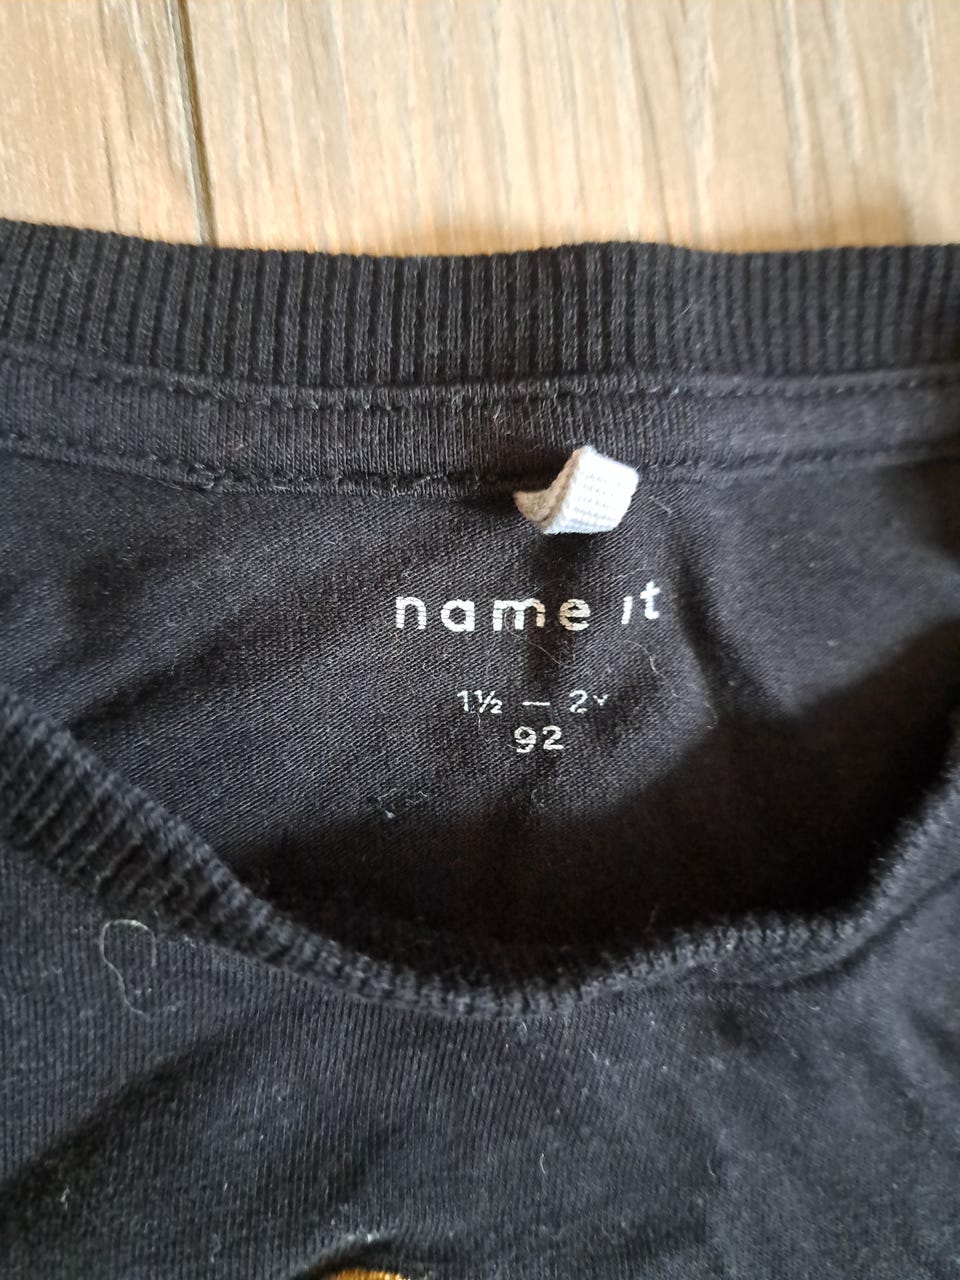 name it
1½ — 2Y
92